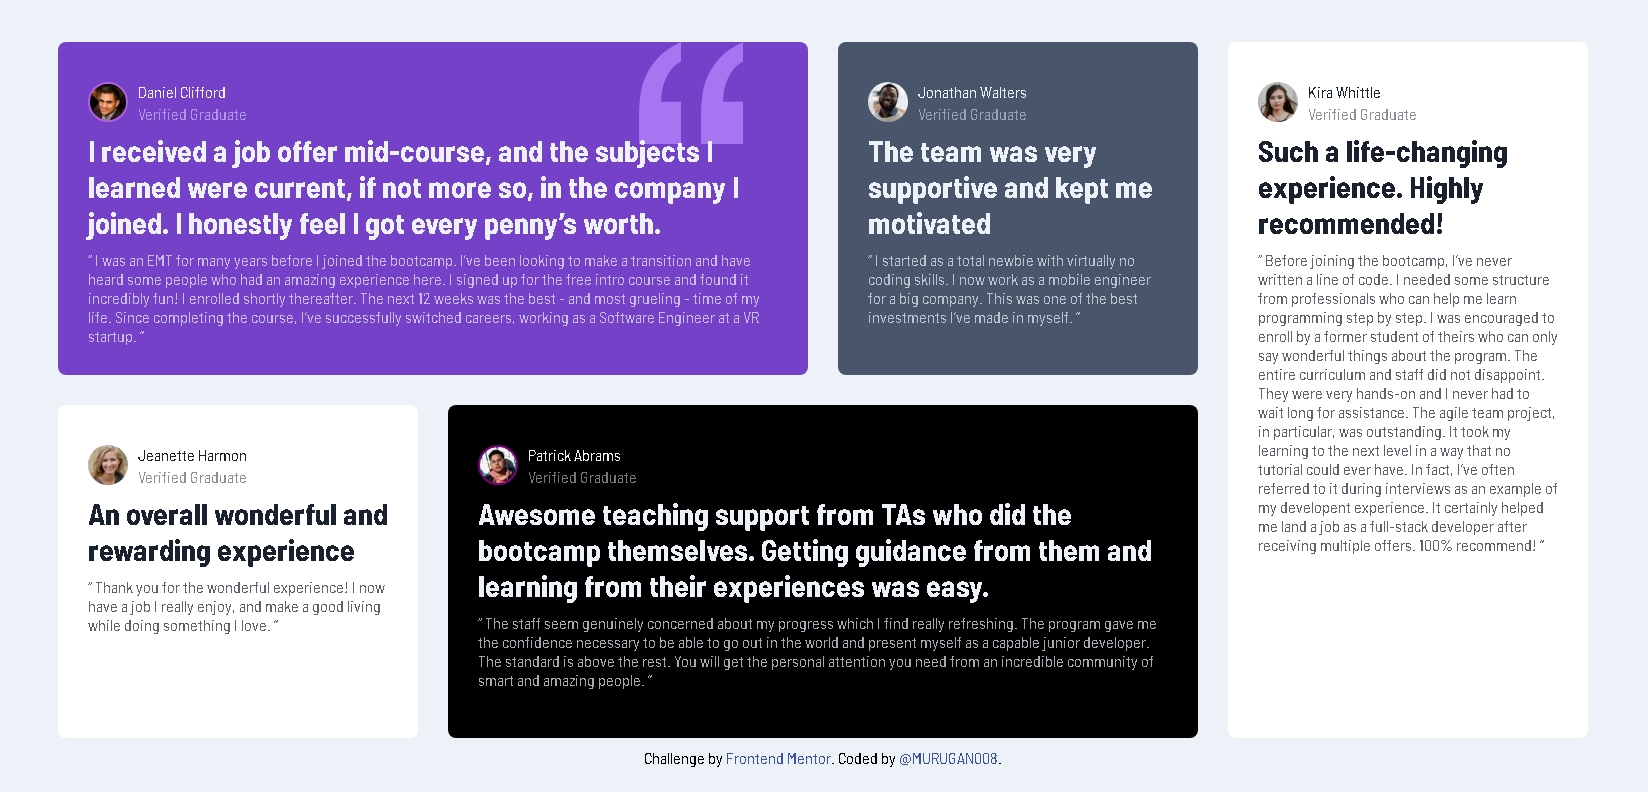 Daniel Clifford
Verified Graduate
I received a job offer mid-course, and the subjects I
learned were current, if not more so, in the company I
joined. I honestly feel I got every penny’s worth.
“ I was an EMT for many years before I joined the bootcamp. I’ve been looking to make a transition and have
heard some people who had an amazing experience here. I signed up for the free intro course and found it
incredibly fun! I enrolled shortly thereafter. The next 12 weeks was the best - and most grueling - time of my
life. Since completing the course, I’ve successfully switched careers, working as a Software Engineer at a VR
startup. ”
Jonathan Walters
Verified Graduate
The team was very
supportive and kept me
motivated
“ I started as a total newbie with virtually no
coding skills. I now work as a mobile engineer
for a big company. This was one of the best
investments I’ve made in myself. ”
Kira Whittle
Verified Graduate
Such a life-changing
experience. Highly
recommended!
“ Before joining the bootcamp, I’ve never
written a line of code. I needed some structure
from professionals who can help me learn
programming step by step. I was encouraged to
enroll by a former student of theirs who can only
say wonderful things about the program. The
entire curriculum and staff did not disappoint.
They were very hands-on and I never had to
wait long for assistance. The agile team project,
in particular, was outstanding. It took my
learning to the next level in a way that no
tutorial could ever have. In fact, I’ve often
referred to it during interviews as an example of
my developent experience. It certainly helped
me land a job as a full-stack developer after
receiving multiple offers. 100% recommend! ”
Jeanette Harmon
Verified Graduate
An overall wonderful and
rewarding experience
“ Thank you for the wonderful experience! I now
have a job I really enjoy, and make a good living
while doing something I love. ”
Patrick Abrams
Verified Graduate
Awesome teaching support from TAs who did the
bootcamp themselves. Getting guidance from them and
learning from their experiences was easy.
“ The staff seem genuinely concerned about my progress which I find really refreshing. The program gave me
the confidence necessary to be able to go out in the world and present myself as a capable junior developer.
The standard is above the rest. You will get the personal attention you need from an incredible community of
smart and amazing people. ”
Challenge by Frontend Mentor. Coded by @MURUGAN008.